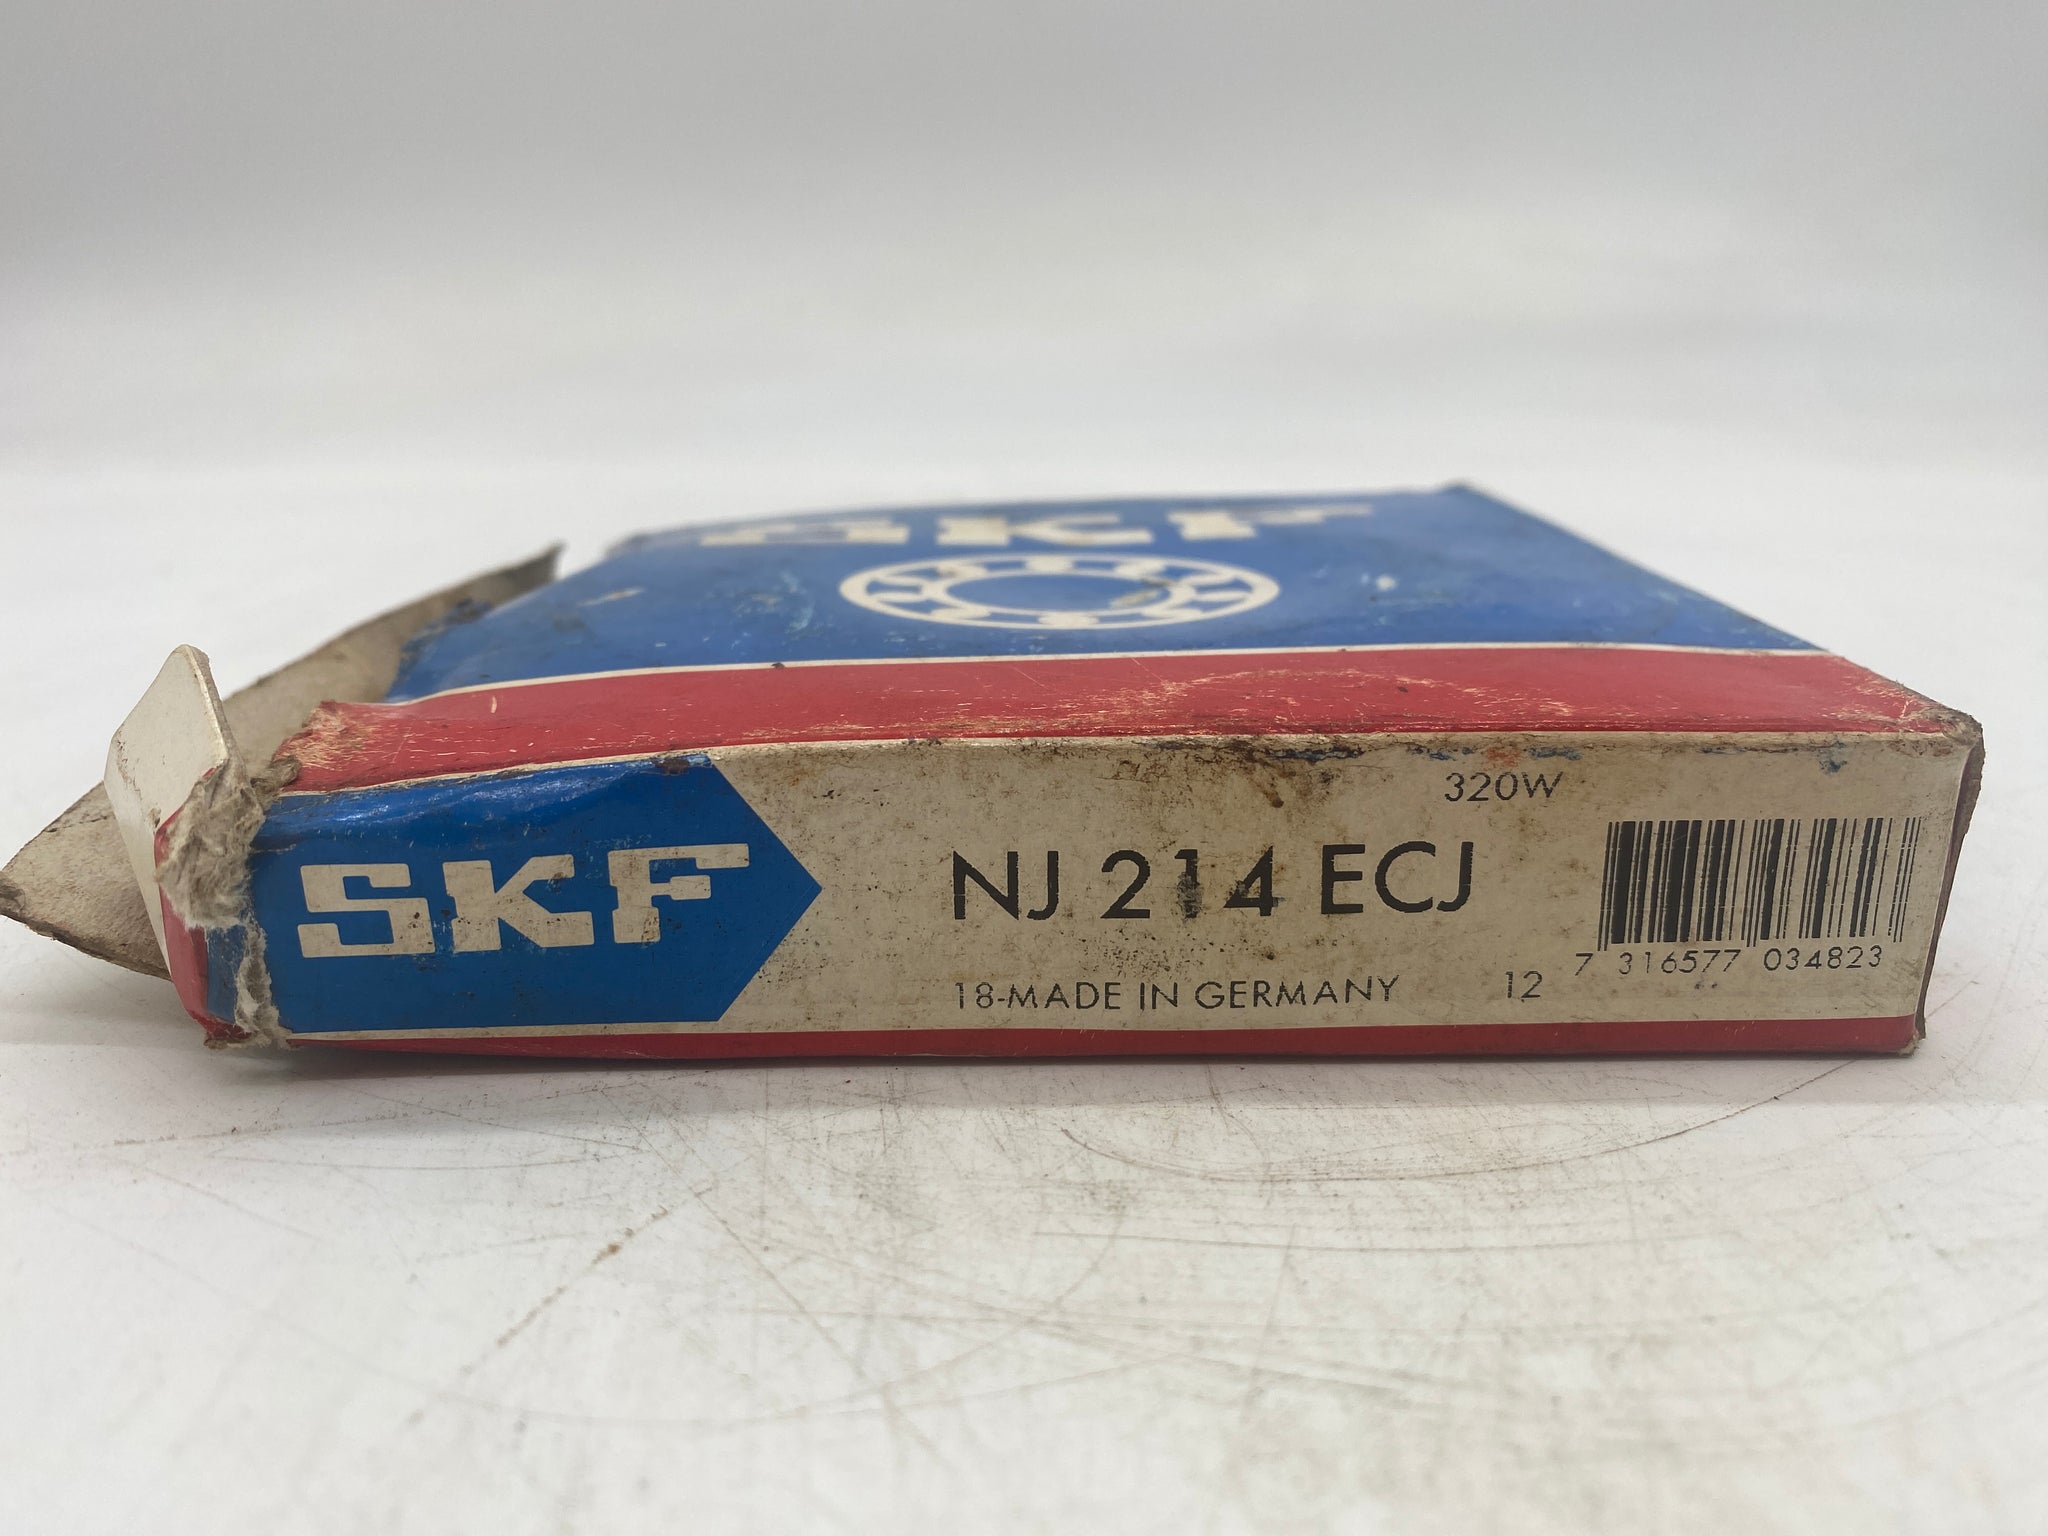 SKF
320W
SKF
NJ 214 ECJ
7 316577 034823
18-MADE IN GERMANY 12